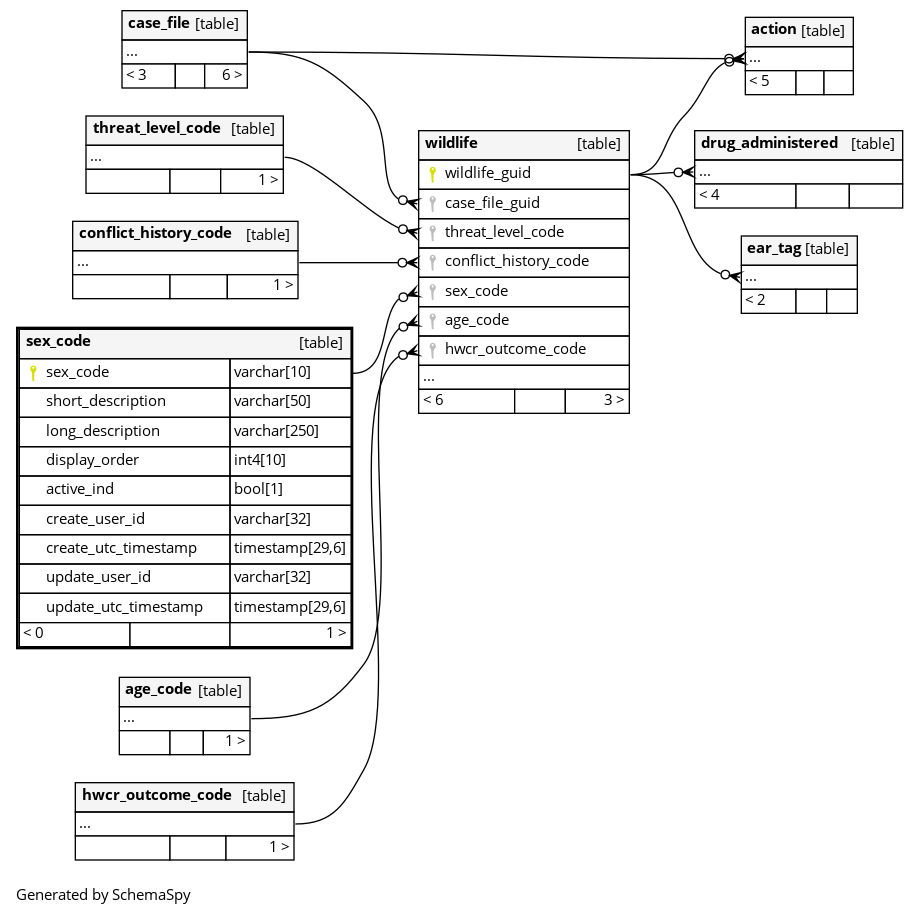 case_file [table]
...
< 3 6 >
threat_level_code [table]
...
1 >
conflict_history_code [table]
...
1 >
sex_code [table]
sex_code varchar[10]
short_description varchar[50]
long_description varchar[250]
display_order int4[10]
active_ind bool[1]
create_user_id varchar[32]
create_utc_timestamp timestamp[29,6]
update_user_id varchar[32]
update_utc_timestamp timestamp[29,6]
< 0 1 >
age_code [table]
...
1 >
hwcr_outcome_code [table]
...
1 >
wildlife [table]
wildlife_guid
case_file_guid
threat_level_code
conflict_history_code
sex_code
age_code
hwcr_outcome_code
...
< 6 3 >
action [table]
...
< 5
drug_administered [table]
...
< 4
ear_tag [table]
...
< 2
Generated by SchemaSpy